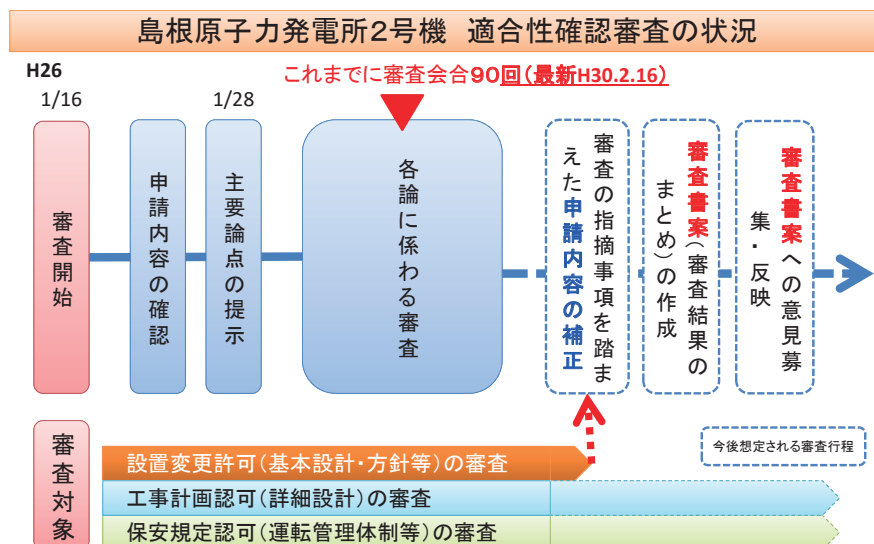 島根原子力発電所2号機 適合性確認審査の状況
H26
これまでに審査会合90回(最新H30.2.16)
1/16
1/28
審査開始
申請内容の確認
主要論点の提示
各論に係わる審査
審査の指摘事項を踏ま
えた申請内容の補正
審査書案(審査結果の
まとめ)の作成
審査書案への意見募
集・反映
審査対象
今後想定される審査行程
設置変更許可(基本設計・方針等)の審査
工事計画認可(詳細設計)の審査
保安規定認可(運転管理体制等)の審査